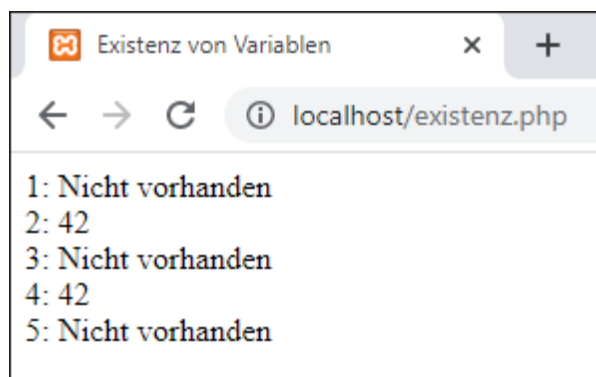 Existenz von Variablen
localhost/existenz.php
1: Nicht vorhanden
2: 42
3: Nicht vorhanden
4: 42
5: Nicht vorhanden